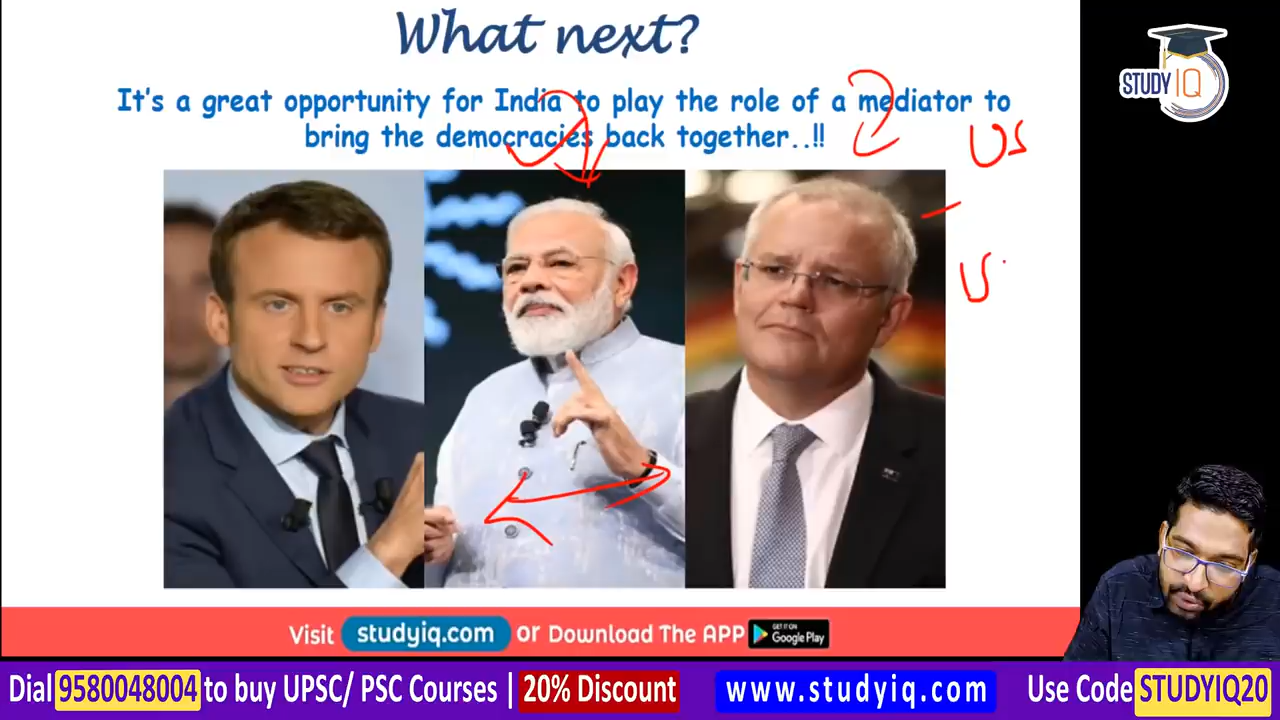 What next?
It's a great opportunity for India to play the role of a mediator to
bring the democracies back together..!!
US
STUDY IQ
Visit studyiq.com or Download The APP GET IT ON Google Play
Dial 9580048004 to buy UPSC/ PSC Courses | 20% Discount www.studyiq.com Use Code STUDYIQ20